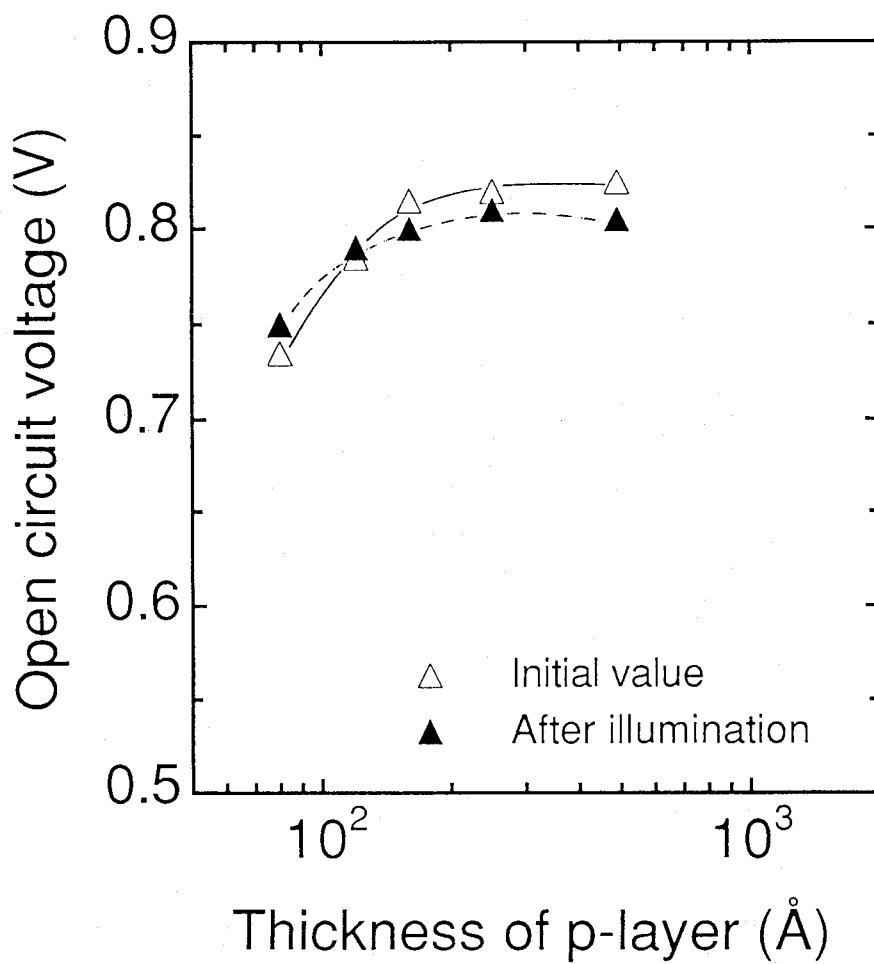 0.9
0.8
0.7
0.6
0.5
Open circuit voltage (V)
△ Initial value
▲ After illumination
10²
10³
Thickness of p-layer (Å)